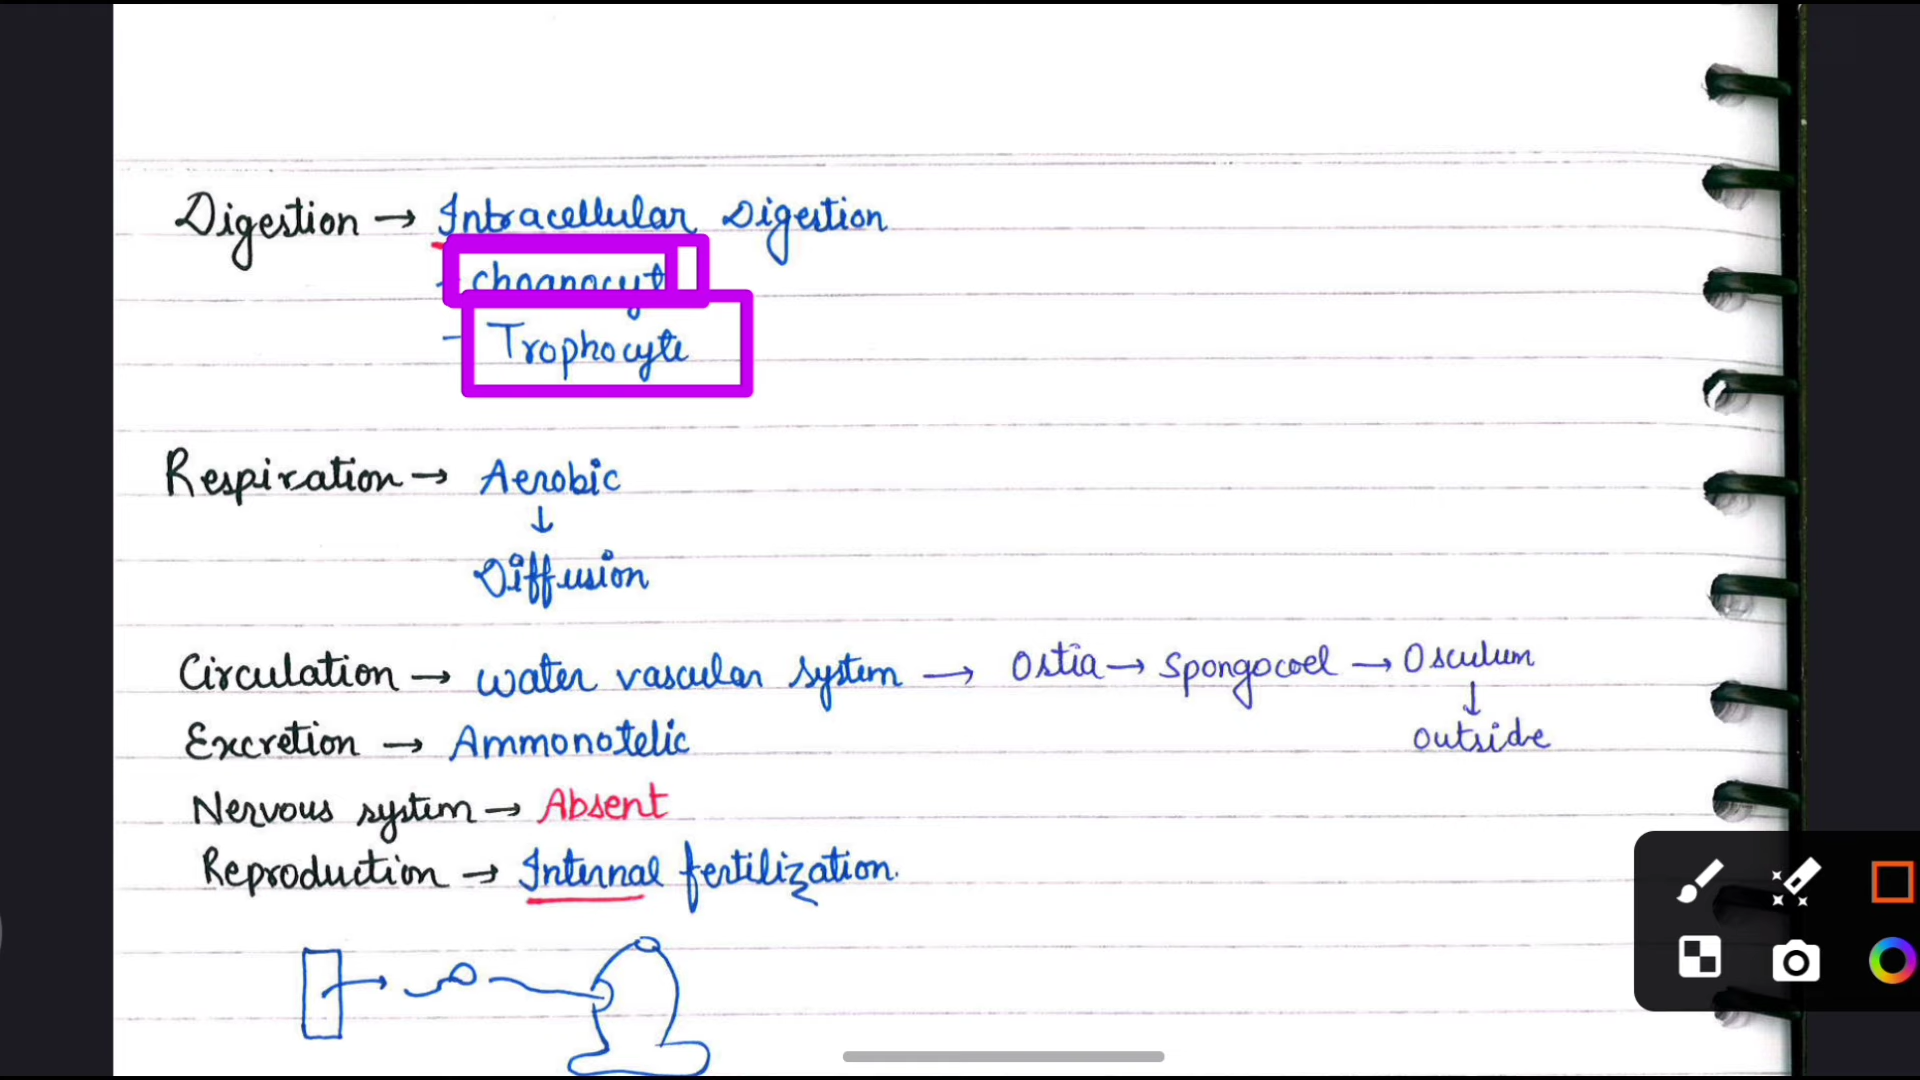 Digestion → Intracellular Digestion
- choanocyt
- Trophocyte
Respiration → Aerobic
↓
Diffusion
Circulation → water vascular system → Ostia → Spongocoel → Osculum
↓
Excretion → Ammonotelic outside
Nervous system → Absent
Reproduction → Internal fertilization.